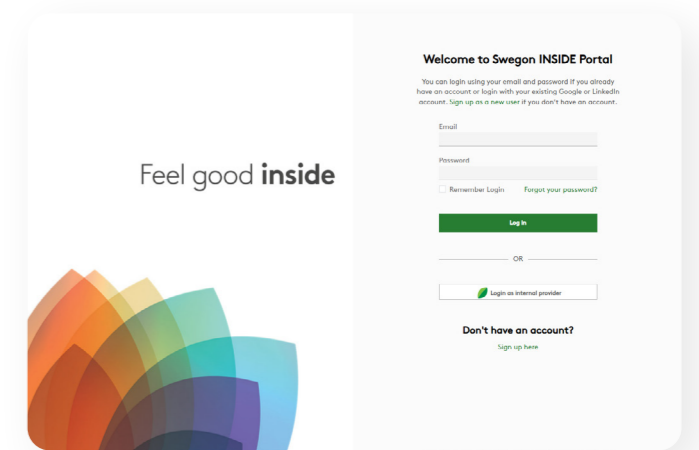 Feel good inside
Welcome to Swegon INSIDE Portal
You can login using your email and password if you already
have an account or login with your existing Google or LinkedIn
account. Sign up as a new user if you don't have an account.
Email
Password
Remember Login Forgot your password?
Log in
OR
Login as internal provider
Don't have an account?
Sign up here